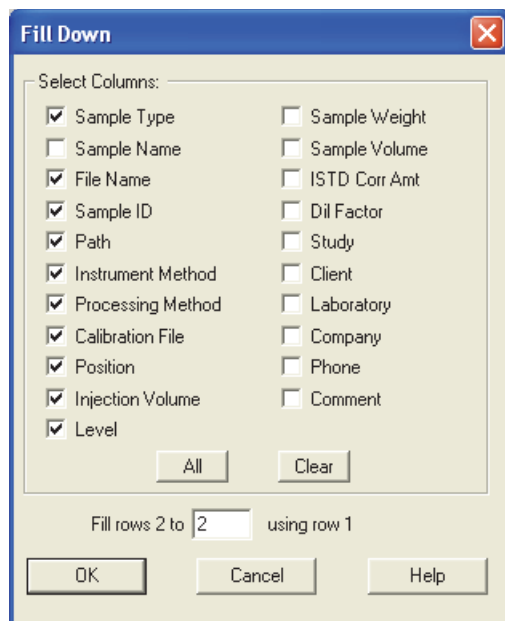 Fill Down
Select Columns:
Sample Type
Sample Name
File Name
Sample ID
Path
Instrument Method
Processing Method
Calibration File
Position
Injection Volume
Level
Sample Weight
Sample Volume
ISTD Corr Amt
Dil Factor
Study
Client
Laboratory
Company
Phone
Comment
All Clear
Fill rows 2 to 2 using row 1
OK Cancel Help